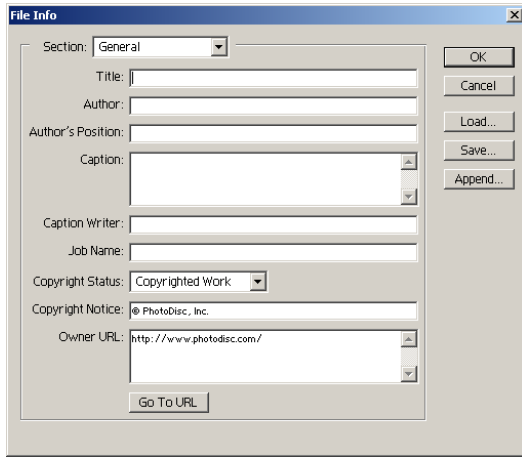 File Info
Section: General
OK
Title:
Cancel
Author:
Author's Position:
Load...
Caption:
Save...
Append...
Caption Writer:
Job Name:
Copyright Status: Copyrighted Work
Copyright Notice: © PhotoDisc, Inc.
Owner URL: http://www.photodisc.com/
Go To URL